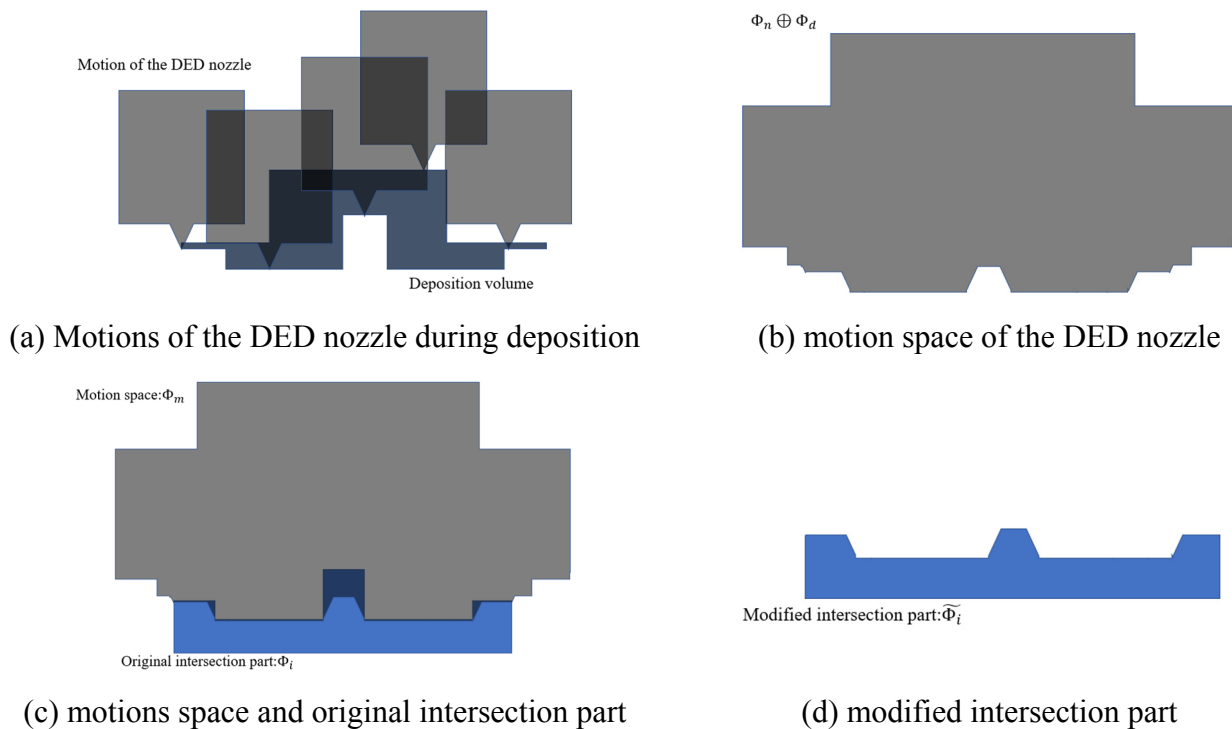 Motion of the DED nozzle
Deposition volume
(a) Motions of the DED nozzle during deposition
Φₙ ⊕ Φ_d
(b) motion space of the DED nozzle
Motion space:Φₘ
Original intersection part:Φᵢ
(c) motions space and original intersection part
Modified intersection part:Φ̃ᵢ
(d) modified intersection part